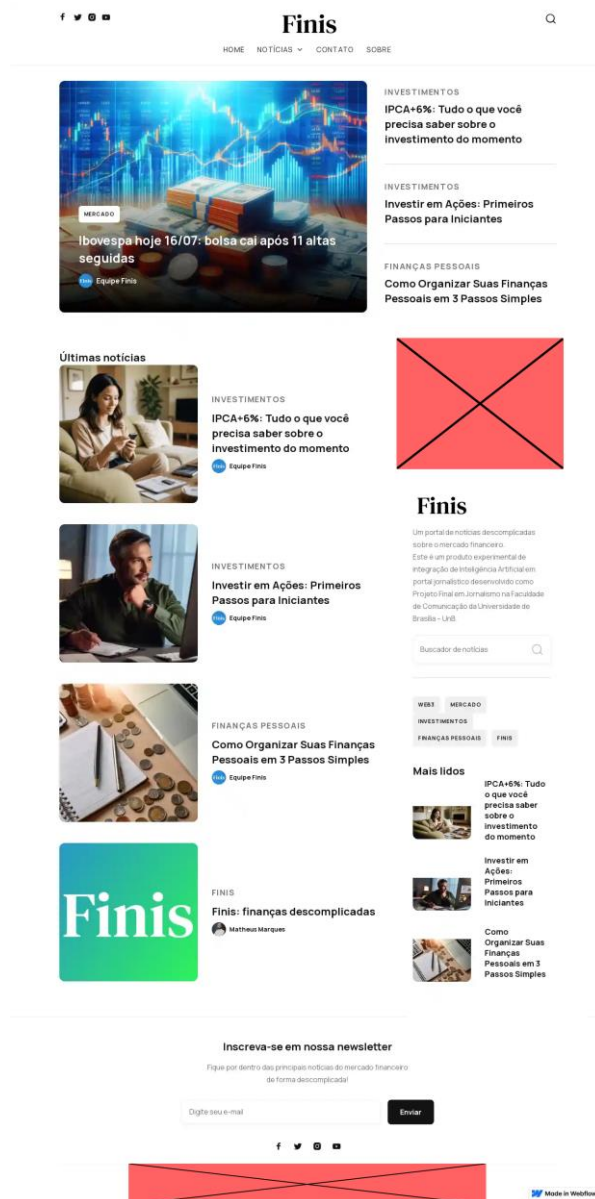 Finis
HOME NOTÍCIAS CONTATO SOBRE
MERCADO
Ibovespa hoje 16/07: bolsa cai após 11 altas
seguidas
Finis Equipe Finis
INVESTIMENTOS
IPCA+6%: Tudo o que você
precisa saber sobre o
investimento do momento
INVESTIMENTOS
Investir em Ações: Primeiros
Passos para Iniciantes
FINANÇAS PESSOAIS
Como Organizar Suas Finanças
Pessoais em 3 Passos Simples
Últimas notícias
INVESTIMENTOS
IPCA+6%: Tudo o que você
precisa saber sobre o
investimento do momento
Finis Equipe Finis
INVESTIMENTOS
Investir em Ações: Primeiros
Passos para Iniciantes
Finis Equipe Finis
FINANÇAS PESSOAIS
Como Organizar Suas Finanças
Pessoais em 3 Passos Simples
Finis Equipe Finis
Finis
FINIS
Finis: finanças descomplicadas
Matheus Marques
Finis
Um portal de notícias descomplicadas
sobre o mercado financeiro.
Este é um produto experimental de
integração de Inteligência Artificial em
portal jornalístico desenvolvido como
Projeto Final em Jornalismo na Faculdade
de Comunicação da Universidade de
Brasília – UnB.
Buscador de notícias
WEB3 MERCADO
INVESTIMENTOS
FINANÇAS PESSOAIS FINIS
Mais lidos
IPCA+6%: Tudo
o que você
precisa saber
sobre o
investimento
do momento
Investir em
Ações:
Primeiros
Passos para
Iniciantes
Como
Organizar Suas
Finanças
Pessoais em 3
Passos Simples
Inscreva-se em nossa newsletter
Fique por dentro das principais notícias do mercado financeiro
de forma descomplicada!
Digite seu e-mail Enviar
Made in Webflow